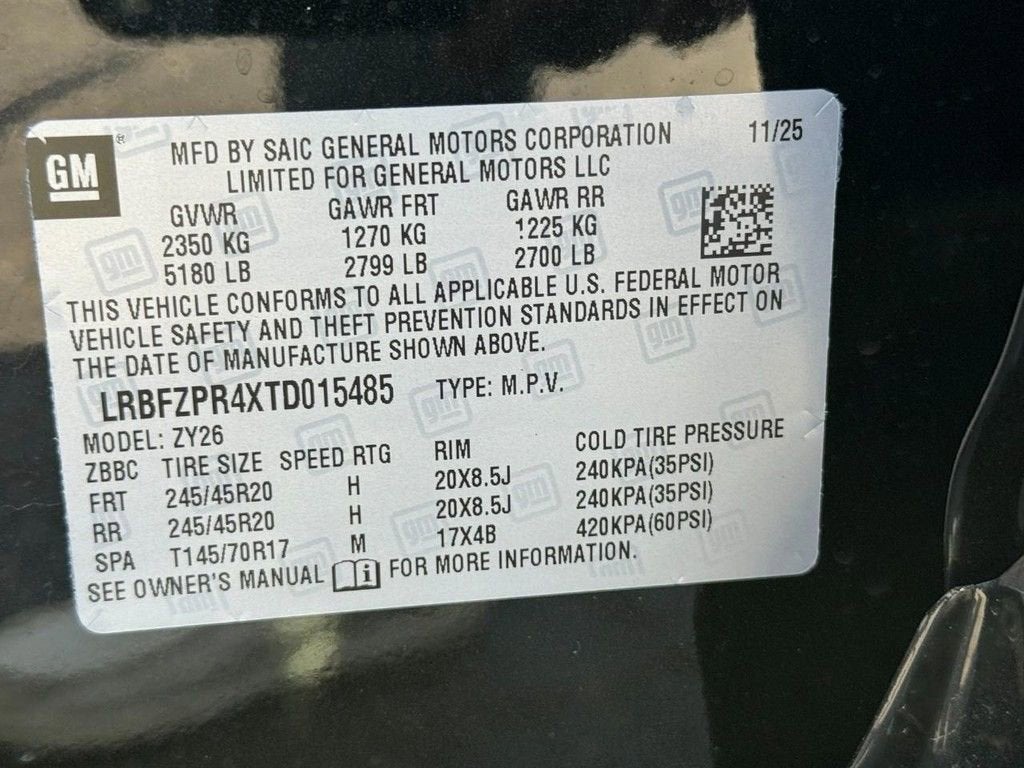 GM ®
MFD BY SAIC GENERAL MOTORS CORPORATION 11/25
LIMITED FOR GENERAL MOTORS LLC
GVWR GAWR FRT GAWR RR
2350 KG 1270 KG 1225 KG
5180 LB 2799 LB 2700 LB
THIS VEHICLE CONFORMS TO ALL APPLICABLE U.S. FEDERAL MOTOR
VEHICLE SAFETY AND THEFT PREVENTION STANDARDS IN EFFECT ON
THE DATE OF MANUFACTURE SHOWN ABOVE.
LRBFZPR4XTD015485 TYPE: M.P.V.
MODEL: ZY26
ZBBC TIRE SIZE SPEED RTG RIM COLD TIRE PRESSURE
FRT 245/45R20 H 20X8.5J 240KPA(35PSI)
RR 245/45R20 H 20X8.5J 240KPA(35PSI)
SPA T145/70R17 M 17X4B 420KPA(60PSI)
SEE OWNER'S MANUAL i FOR MORE INFORMATION.